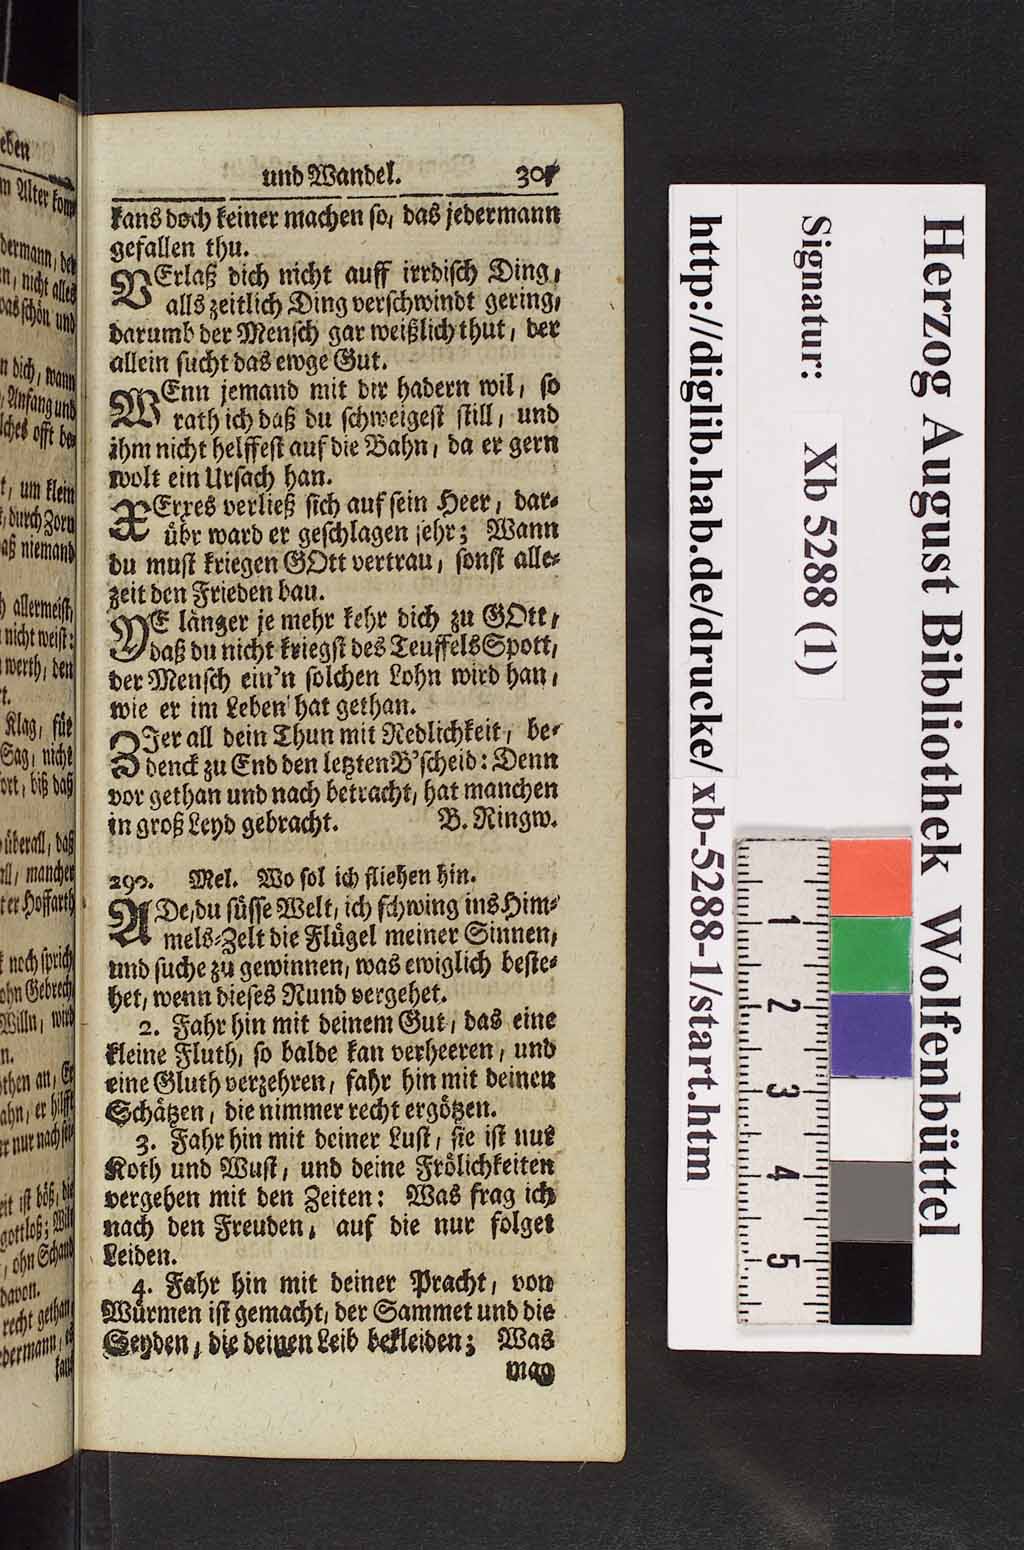 und Wandel.
kans doch keiner machen so, das jedermann
gefallen thu.
VErlaß dich nicht auff irrdisch Ding,
alls zeitlich Ding verschwindt gering,
darumb der Mensch gar weißlich thut, der
allein sucht das ewge Gut.
WEnn jemand mit dir hadern wil, so
rath ich daß du schweigest still, und
ihm nicht helffest auf die Bahn, da er gern
wolt ein Ursach han.
XErxes verließ sich auf sein Heer, dar-
übr ward er geschlagen sehr; Wann
du must kriegen GOtt vertrau, sonst alle-
zeit den Frieden bau.
YE länger je mehr kehr dich zu GOtt,
daß du nicht kriegst des Teuffels Spott,
der Mensch ein'n solchen Lohn wird han,
wie er im Leben hat gethan.
ZIer all dein Thun mit Redlichkeit, be-
denck zu End den letzten B'scheid: Denn
vor gethan und nach betracht, hat manchen
in groß Leyd gebracht. B. Ringw.
290. Mel. Wo sol ich fliehen hin.
ADe, du süsse Welt, ich schwing ins Him-
mels-Zelt die Flügel meiner Sinnen,
und suche zu gewinnen, was ewiglich beste-
het, wenn dieses Rund vergehet.
2. Fahr hin mit deinem Gut, das eine
kleine Fluth, so balde kan verheeren, und
eine Gluth verzehren, fahr hin mit deinen
Schätzen, die nimmer recht ergötzen.
3. Fahr hin mit deiner Lust, sie ist nur
Koth und Wust, und deine Frölichkeiten
vergehen mit den Zeiten: Was frag ich
nach den Freuden, auf die nur folget
Leiden.
4. Fahr hin mit deiner Pracht, von
Würmen ist gemacht, der Sammet und die
Seyden, die deinen Leib bekleiden; Was
mag
Herzog August Bibliothek Wolfenbüttel
Signatur: Xb 5288 (1)
http://diglib.hab.de/drucke/xb-5288-1/start.htm
1
2
3
4
5